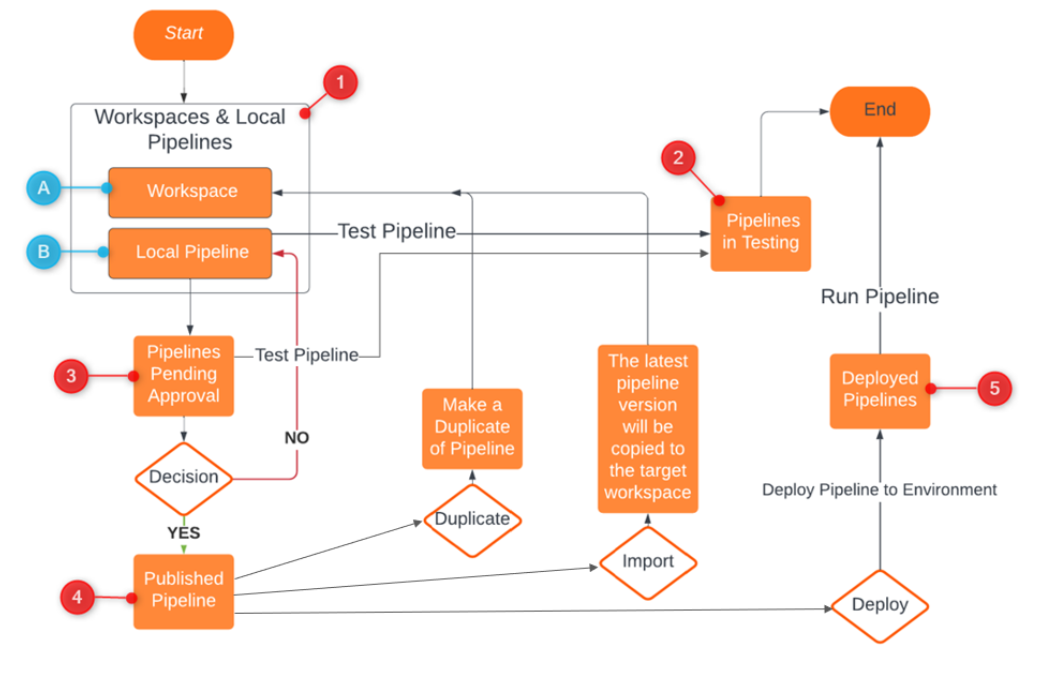 Start
1
Workspaces & Local
Pipelines
A
Workspace
B
Local Pipeline
Test Pipeline
2
Pipelines
in Testing
End
Run Pipeline
3
Pipelines
Pending
Approval
Test Pipeline
NO
Decision
YES
4
Published
Pipeline
Make a
Duplicate
of Pipeline
Duplicate
The latest
pipeline
version
will be
copied to
the target
workspace
Import
Deployed
Pipelines
5
Deploy Pipeline to Environment
Deploy